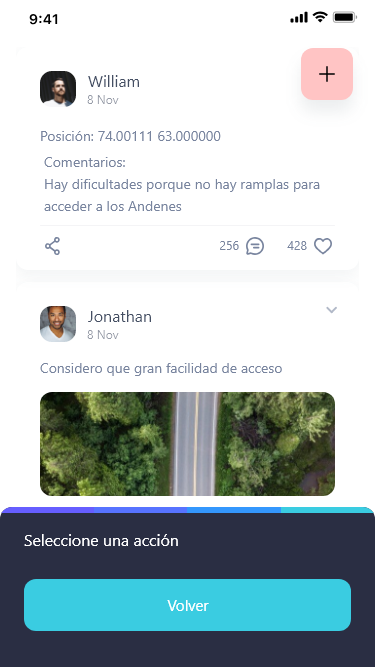 9:41
William
8 Nov
Posición: 74.00111 63.000000
Comentarios:
Hay dificultades porque no hay ramplas para
acceder a los Andenes
256
428
Jonathan
8 Nov
Considero que gran facilidad de acceso
Seleccione una acción
Volver